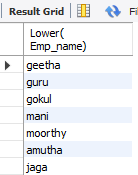 Result Grid Fi
Lower(
Emp_name)
geetha
guru
gokul
mani
moorthy
amutha
jaga